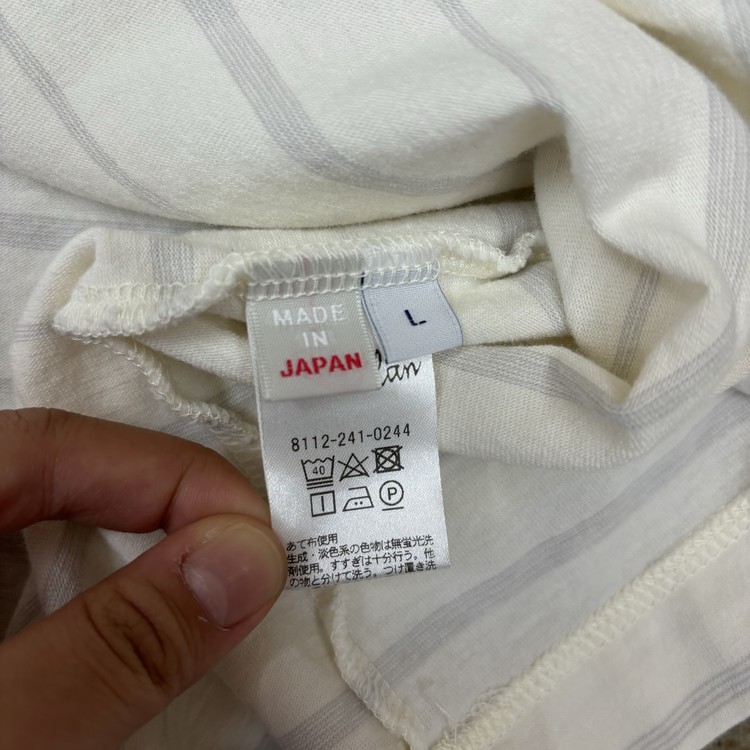 MADE
IN
JAPAN
L
8112-241-0244
40
P
あて布使用
生成・淡色系の色物は無蛍光洗
剤使用。すすぎは十分行う。他
の物と分けて洗う。つけ置き洗